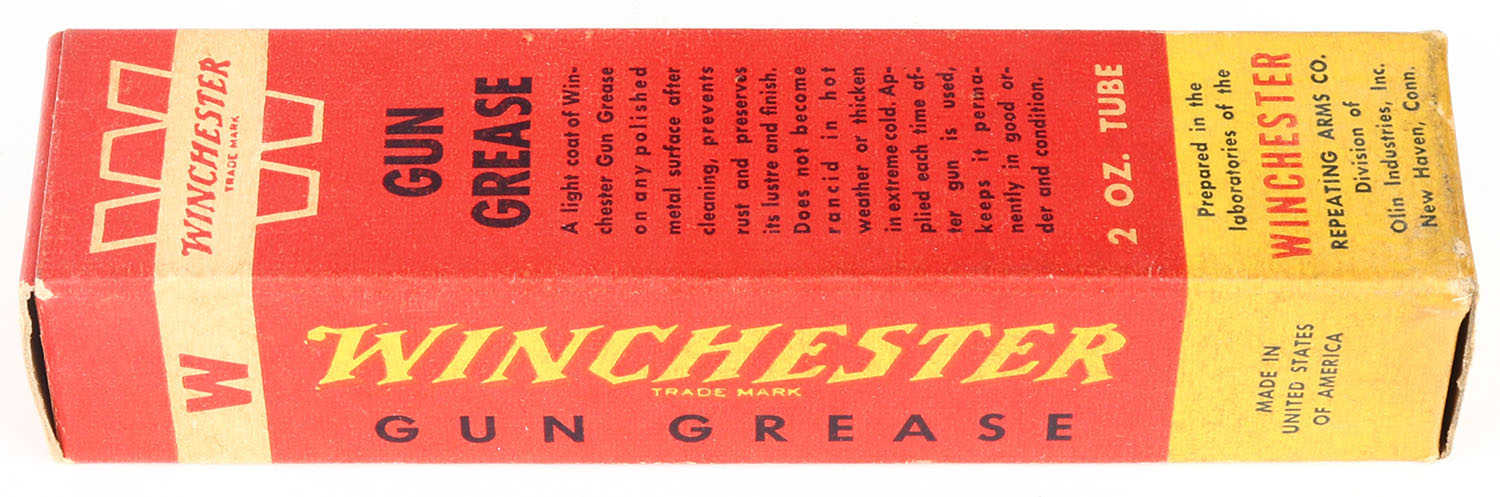 WINCHESTER
TRADE MARK
GUN
GREASE
A light coat of Win-
chester Gun Grease
on any polished
metal surface after
cleaning, prevents
rust and preserves
its lustre and finish.
Does not become
rancid in hot
weather or thicken
in extreme cold. Ap-
plied each time af-
ter gun is used,
keeps it perma-
nently in good or-
der and condition.
2 OZ. TUBE
Prepared in the
laboratories of the
WINCHESTER
REPEATING ARMS CO.
Division of
Olin Industries, Inc.
New Haven, Conn.
W
WINCHESTER
TRADE MARK
GUN GREASE
MADE IN
UNITED STATES
OF AMERICA